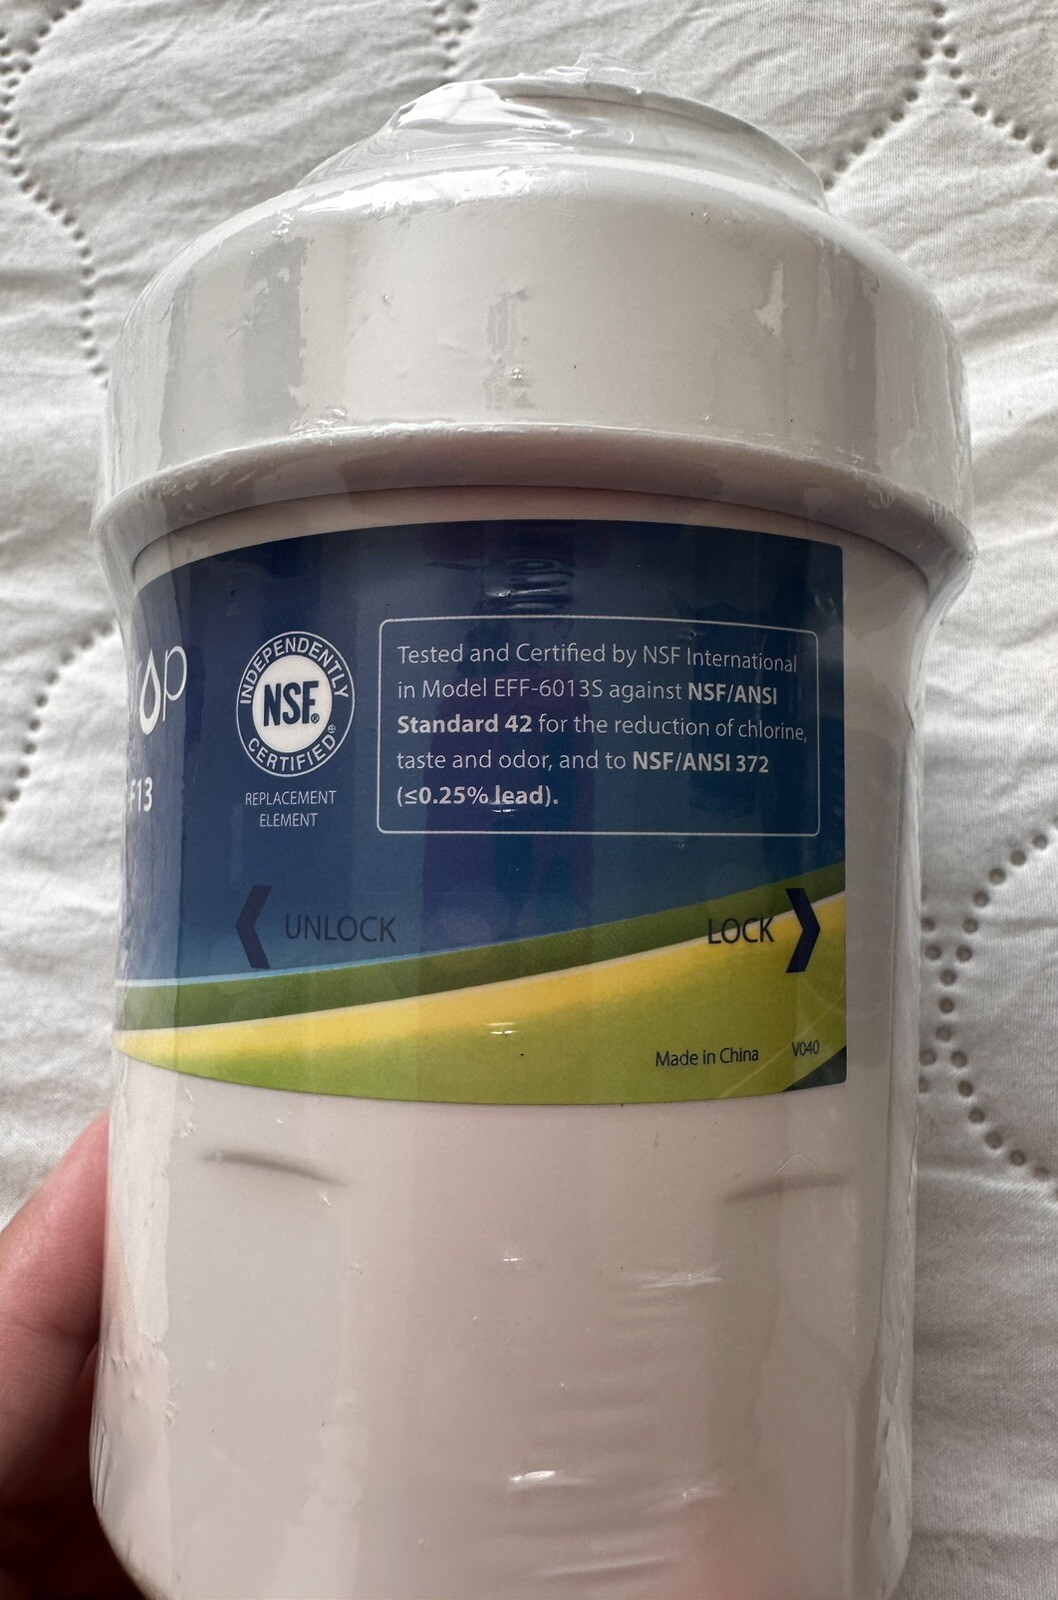 INDEPENDENTLY
NSF®
CERTIFIED®
REPLACEMENT
ELEMENT
Tested and Certified by NSF International
in Model EFF-6013S against NSF/ANSI
Standard 42 for the reduction of chlorine,
taste and odor, and to NSF/ANSI 372
(≤0.25% lead).
F13
UNLOCK
LOCK
Made in China
V040